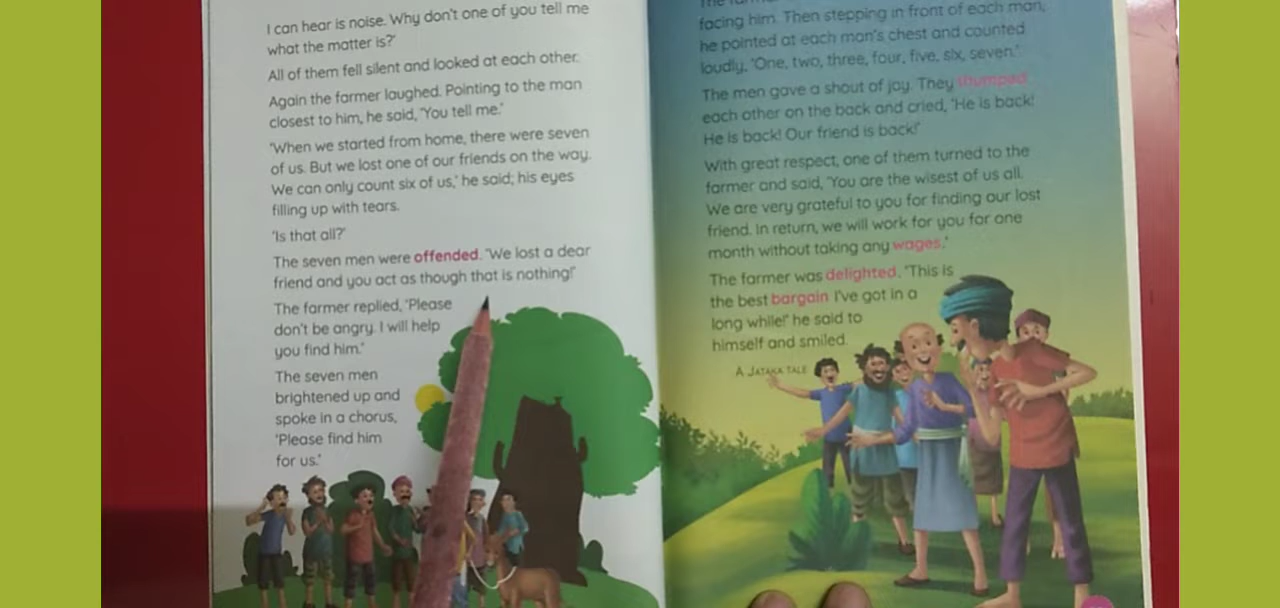 I can hear is noise. Why don't one of you tell me
what the matter is?'
All of them fell silent and looked at each other.
Again the farmer laughed. Pointing to the man
closest to him, he said, 'You tell me.'
'When we started from home, there were seven
of us. But we lost one of our friends on the way.
We can only count six of us,' he said; his eyes
filling up with tears.
'Is that all?'
The seven men were offended. 'We lost a dear
friend and you act as though that is nothing!'
The farmer replied, 'Please
don't be angry. I will help
you find him.'
The seven men
brightened up and
spoke in a chorus,
'Please find him
for us.'
facing him. Then stepping in front of each man,
he pointed at each man's chest and counted
loudly, 'One, two, three, four, five, six, seven.'
The men gave a shout of joy. They thumped
each other on the back and cried, 'He is back!
He is back! Our friend is back!'
With great respect, one of them turned to the
farmer and said, 'You are the wisest of us all.
We are very grateful to you for finding our lost
friend. In return, we will work for you for one
month without taking any wages.'
The farmer was delighted. 'This is
the best bargain I've got in a
long while!' he said to
himself and smiled.
A JATAKA TALE